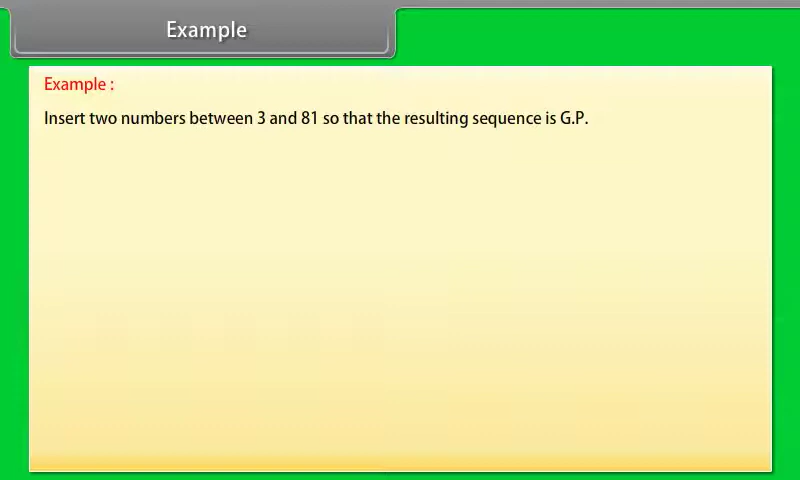 Example
Example :
Insert two numbers between 3 and 81 so that the resulting sequence is G.P.